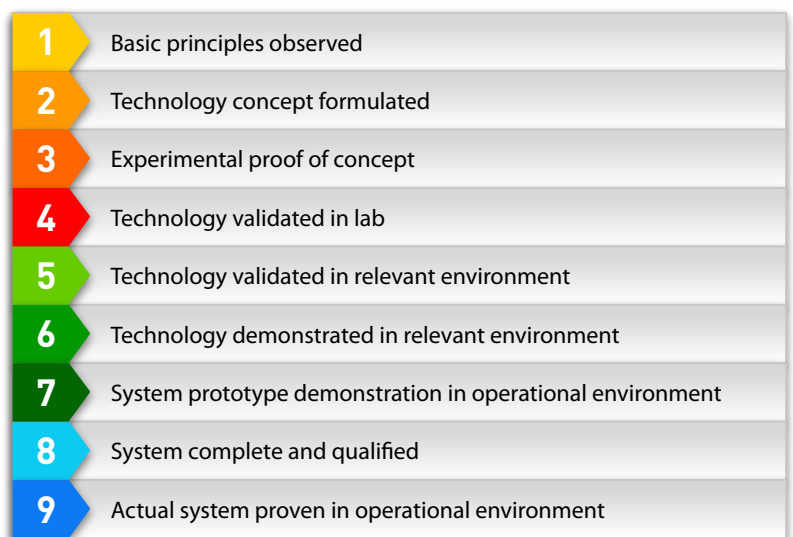 1 Basic principles observed
2 Technology concept formulated
3 Experimental proof of concept
4 Technology validated in lab
5 Technology validated in relevant environment
6 Technology demonstrated in relevant environment
7 System prototype demonstration in operational environment
8 System complete and qualified
9 Actual system proven in operational environment